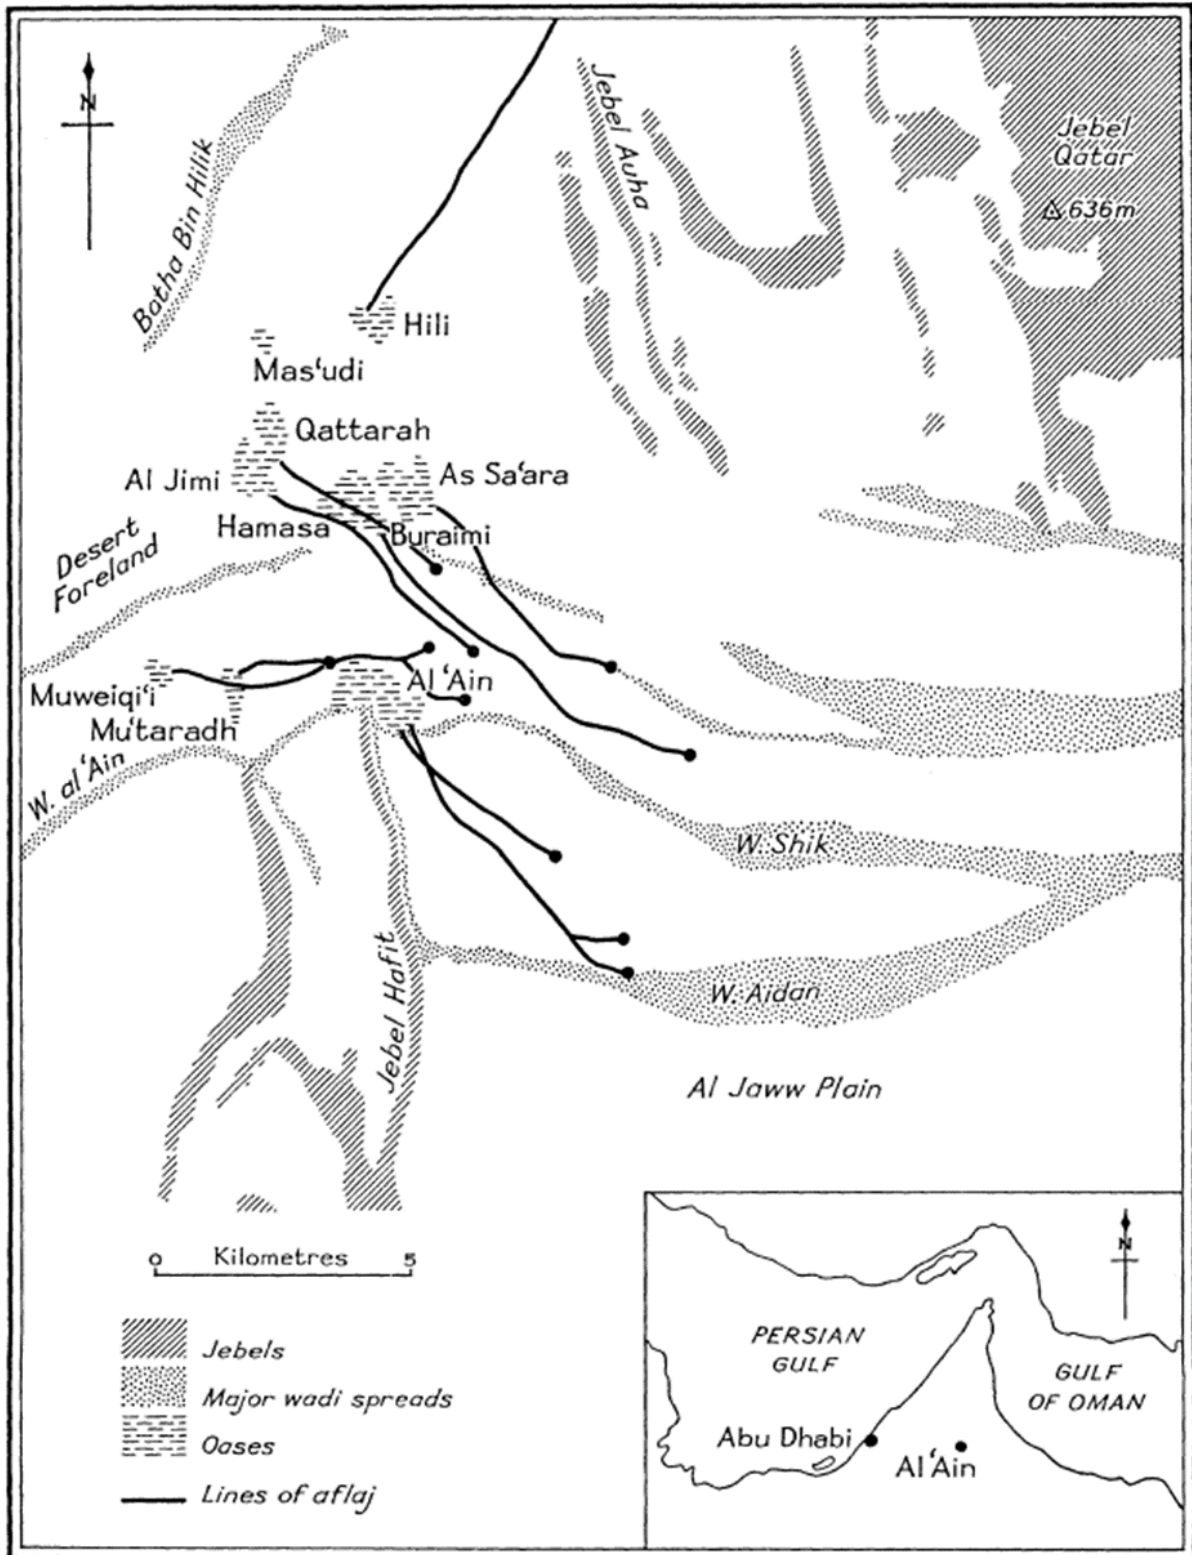 N
Batha Bin Hilik
Jebel Auha
Jebel
Qatar
636m
Hili
Mas‘udi
Qattarah
Al Jimi
As Sa‘ara
Hamasa
Buraimi
Desert
Foreland
Muweiqi‘i
Al ‘Ain
Mu‘taradh
W. al ‘Ain
W. Shik
Jebel Hafit
W. Aidan
Al Jaww Plain
0 Kilometres 5
Jebels
Major wadi spreads
Oases
Lines of aflaj
N
PERSIAN
GULF
GULF
OF OMAN
Abu Dhabi
Al ‘Ain